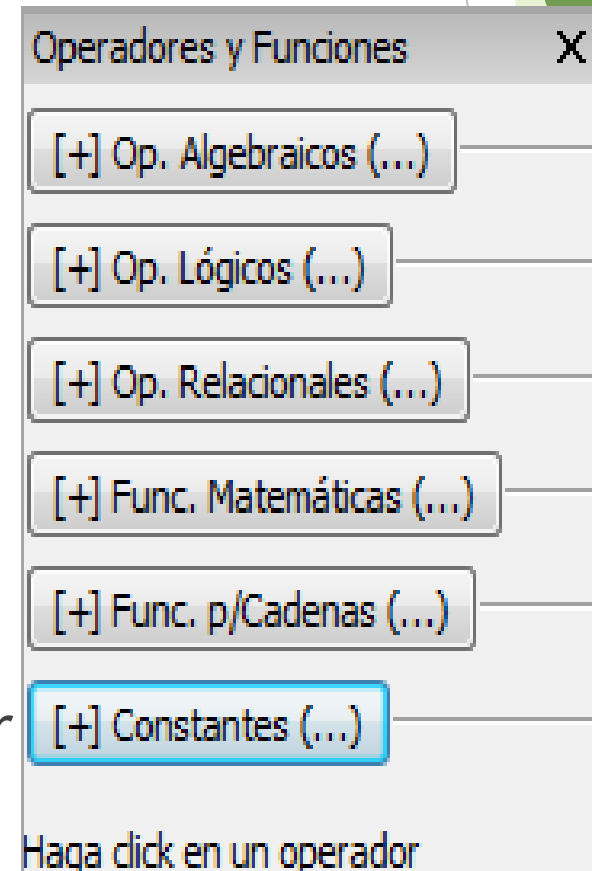 Operadores y Funciones X
[+] Op. Algebraicos (...)
[+] Op. Lógicos (...)
[+] Op. Relacionales (...)
[+] Func. Matemáticas (...)
[+] Func. p/Cadenas (...)
r [+] Constantes (...)
Haga click en un operador